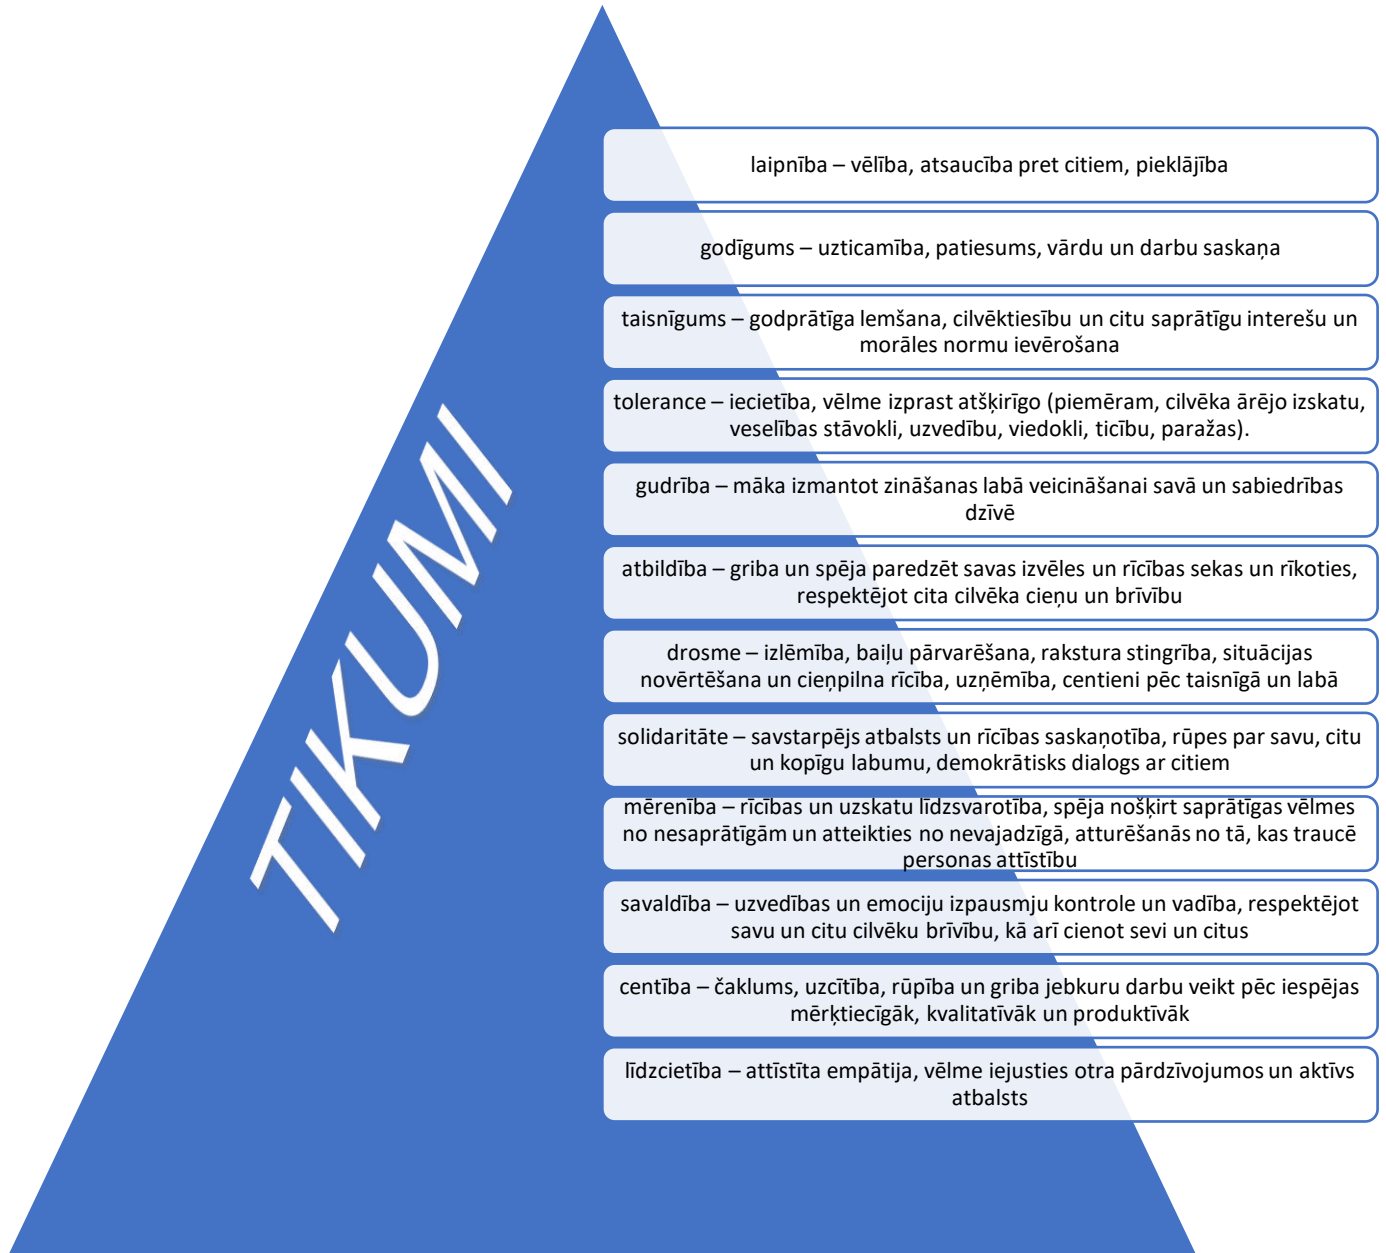 laipnība – vēlība, atsaucība pret citiem, pieklājība
godīgums – uzticamība, patiesums, vārdu un darbu saskaņa
taisnīgums – godprātīga lemšana, cilvēktiesību un citu saprātīgu interešu un
morāles normu ievērošana
tolerance – iecietība, vēlme izprast atšķirīgo (piemēram, cilvēka ārējo izskatu,
veselības stāvokli, uzvedību, viedokli, ticību, paražas).
gudrība – māka izmantot zināšanas labā veicināšanai savā un sabiedrības
dzīvē
atbildība – griba un spēja paredzēt savas izvēles un rīcības sekas un rīkoties,
respektējot cita cilvēka cieņu un brīvību
drosme – izlēmība, baiļu pārvarēšana, rakstura stingrība, situācijas
novērtēšana un cieņpilna rīcība, uzņēmība, centieni pēc taisnīgā un labā
solidaritāte – savstarpējs atbalsts un rīcības saskaņotība, rūpes par savu, citu
un kopīgu labumu, demokrātisks dialogs ar citiem
mērenība – rīcības un uzskatu līdzsvarotība, spēja nošķirt saprātīgas vēlmes
no nesaprātīgām un atteikties no nevajadzīgā, atturēšanās no tā, kas traucē
personas attīstību
savaldība – uzvedības un emociju izpausmju kontrole un vadība, respektējot
savu un citu cilvēku brīvību, kā arī cienot sevi un citus
centība – čaklums, uzcītība, rūpība un griba jebkuru darbu veikt pēc iespējas
mērķtiecīgāk, kvalitatīvāk un produktīvāk
līdzcietība – attīstīta empātija, vēlme iejusties otra pārdzīvojumos un aktīvs
atbalsts
TIKUMI